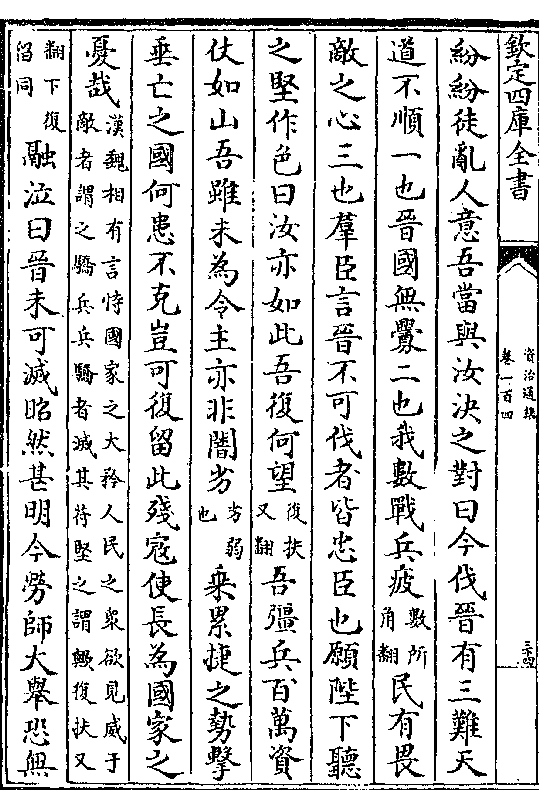 欽定四庫全書
資治通鑑
卷一百四
三十四
紛紛徒亂人意吾當與汝決之對曰今伐晉有三難天
道不順一也晉國無釁二也我數戰兵疲數所角翻民有畏
敵之心三也羣臣言晉不可伐者皆忠臣也願陛下聽
之堅作色曰汝亦如此吾復何望復扶又翻吾彊兵百萬資
仗如山吾雖未為令主亦非闇劣劣弱也乗累捷之勢擊
垂亡之國何患不克豈可復留此殘寇使長為國家之
憂哉漢魏相有言恃國家之大矜人民之衆欲見威于敵者謂之驕兵兵驕者滅其苻堅之謂歟復扶又
翻下復同融泣曰晉未可滅昭然甚明今勞師大舉恐無